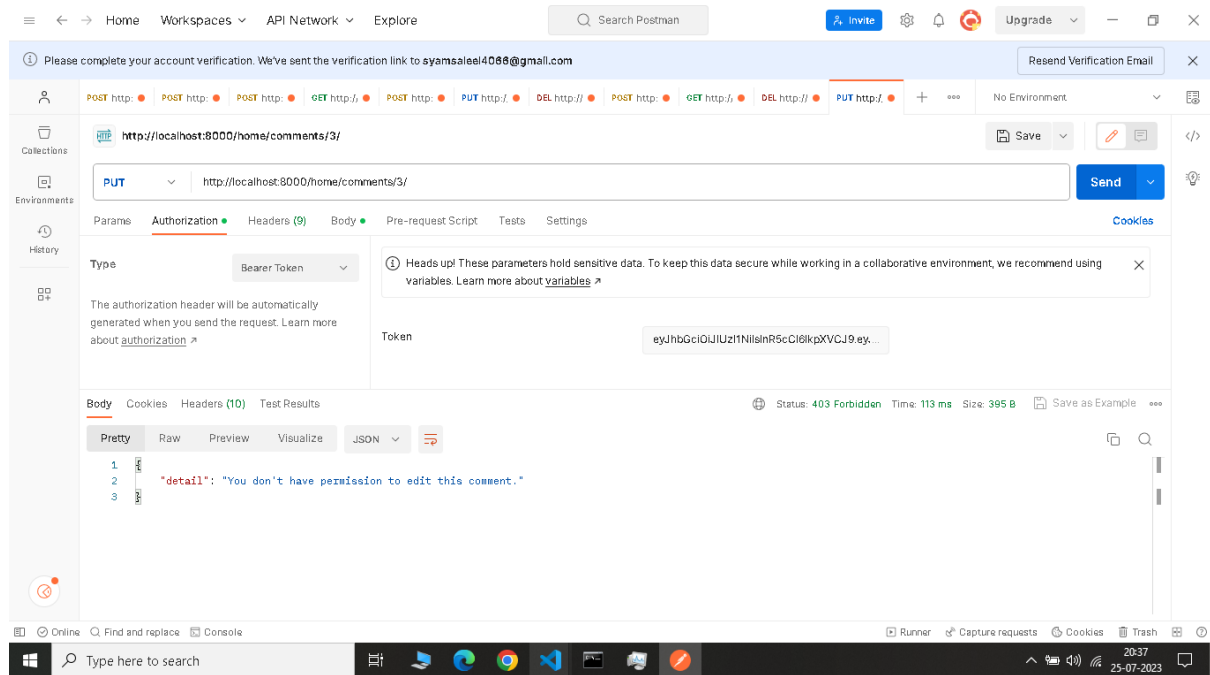 Home Workspaces API Network Explore Search Postman Invite Upgrade
Please complete your account verification. We've sent the verification link to syamsaleel4066@gmail.com Resend Verification Email
POST http: POST http: POST http: GET http:/, POST http: PUT http:/, DEL http:// POST http: GET http:/, DEL http:// PUT http:/, No Environment
HTTP http://localhost:8000/home/comments/3/ Save
Collections
PUT http://localhost:8000/home/comments/3/ Send
Environments
Params Authorization Headers (9) Body Pre-request Script Tests Settings Cookies
History
Type Bearer Token Heads up! These parameters hold sensitive data. To keep this data secure while working in a collaborative environment, we recommend using
variables. Learn more about variables
The authorization header will be automatically
generated when you send the request. Learn more
about authorization
Token eyJhbGciOiJIUzI1NiIsInR5cCI6IkpXVCJ9.ey...
Body Cookies Headers (10) Test Results Status: 403 Forbidden Time: 113 ms Size: 395 B Save as Example
Pretty Raw Preview Visualize JSON
1 {
2 "detail": "You don't have permission to edit this comment."
3 }
Online Find and replace Console Runner Capture requests Cookies Trash
Type here to search 20:37
25-07-2023